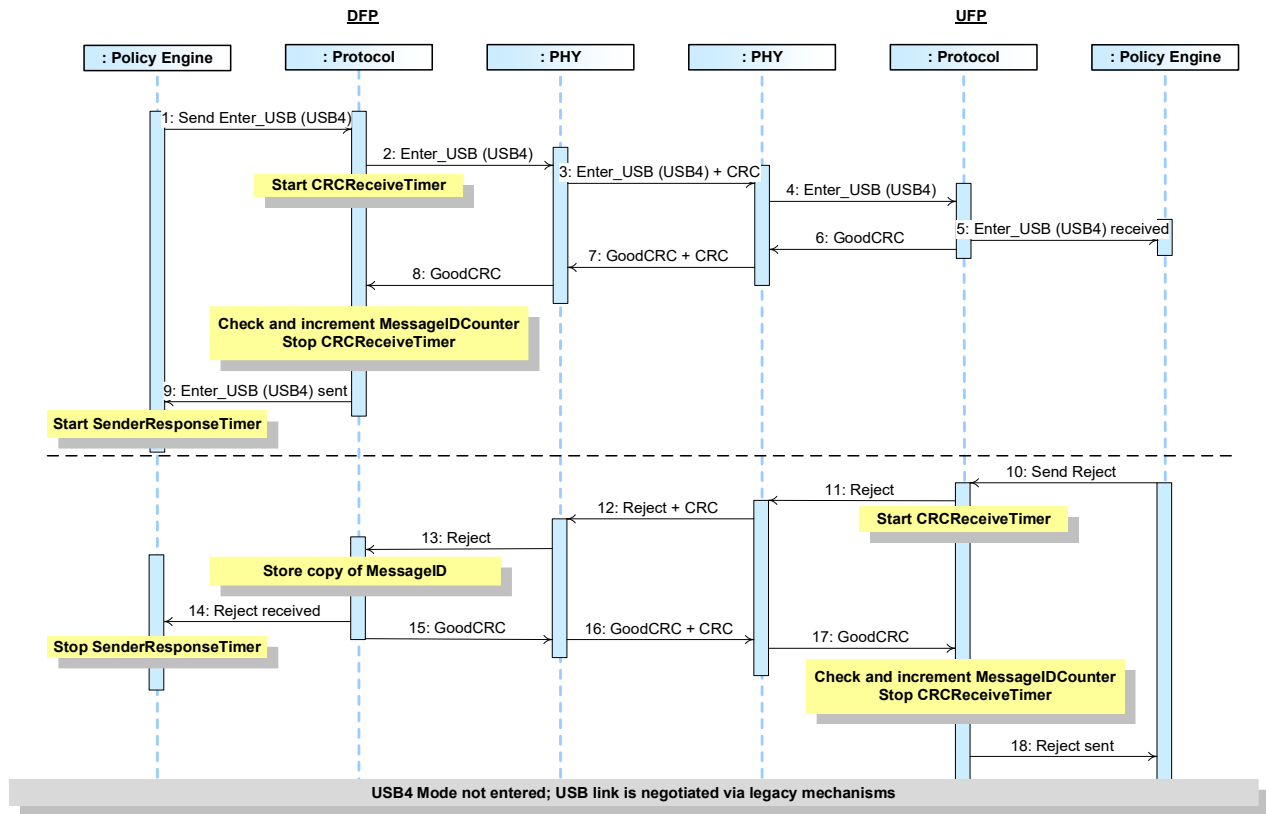 DFP
UFP
: Policy Engine
: Protocol
: PHY
: PHY
: Protocol
: Policy Engine
1: Send Enter_USB (USB4)
2: Enter_USB (USB4)
3: Enter_USB (USB4) + CRC
Start CRCReceiveTimer
4: Enter_USB (USB4)
5: Enter_USB (USB4) received
6: GoodCRC
7: GoodCRC + CRC
8: GoodCRC
Check and increment MessageIDCounter
Stop CRCReceiveTimer
9: Enter_USB (USB4) sent
Start SenderResponseTimer
10: Send Reject
11: Reject
12: Reject + CRC
Start CRCReceiveTimer
13: Reject
Store copy of MessageID
14: Reject received
15: GoodCRC
16: GoodCRC + CRC
17: GoodCRC
Stop SenderResponseTimer
Check and increment MessageIDCounter
Stop CRCReceiveTimer
18: Reject sent
USB4 Mode not entered; USB link is negotiated via legacy mechanisms